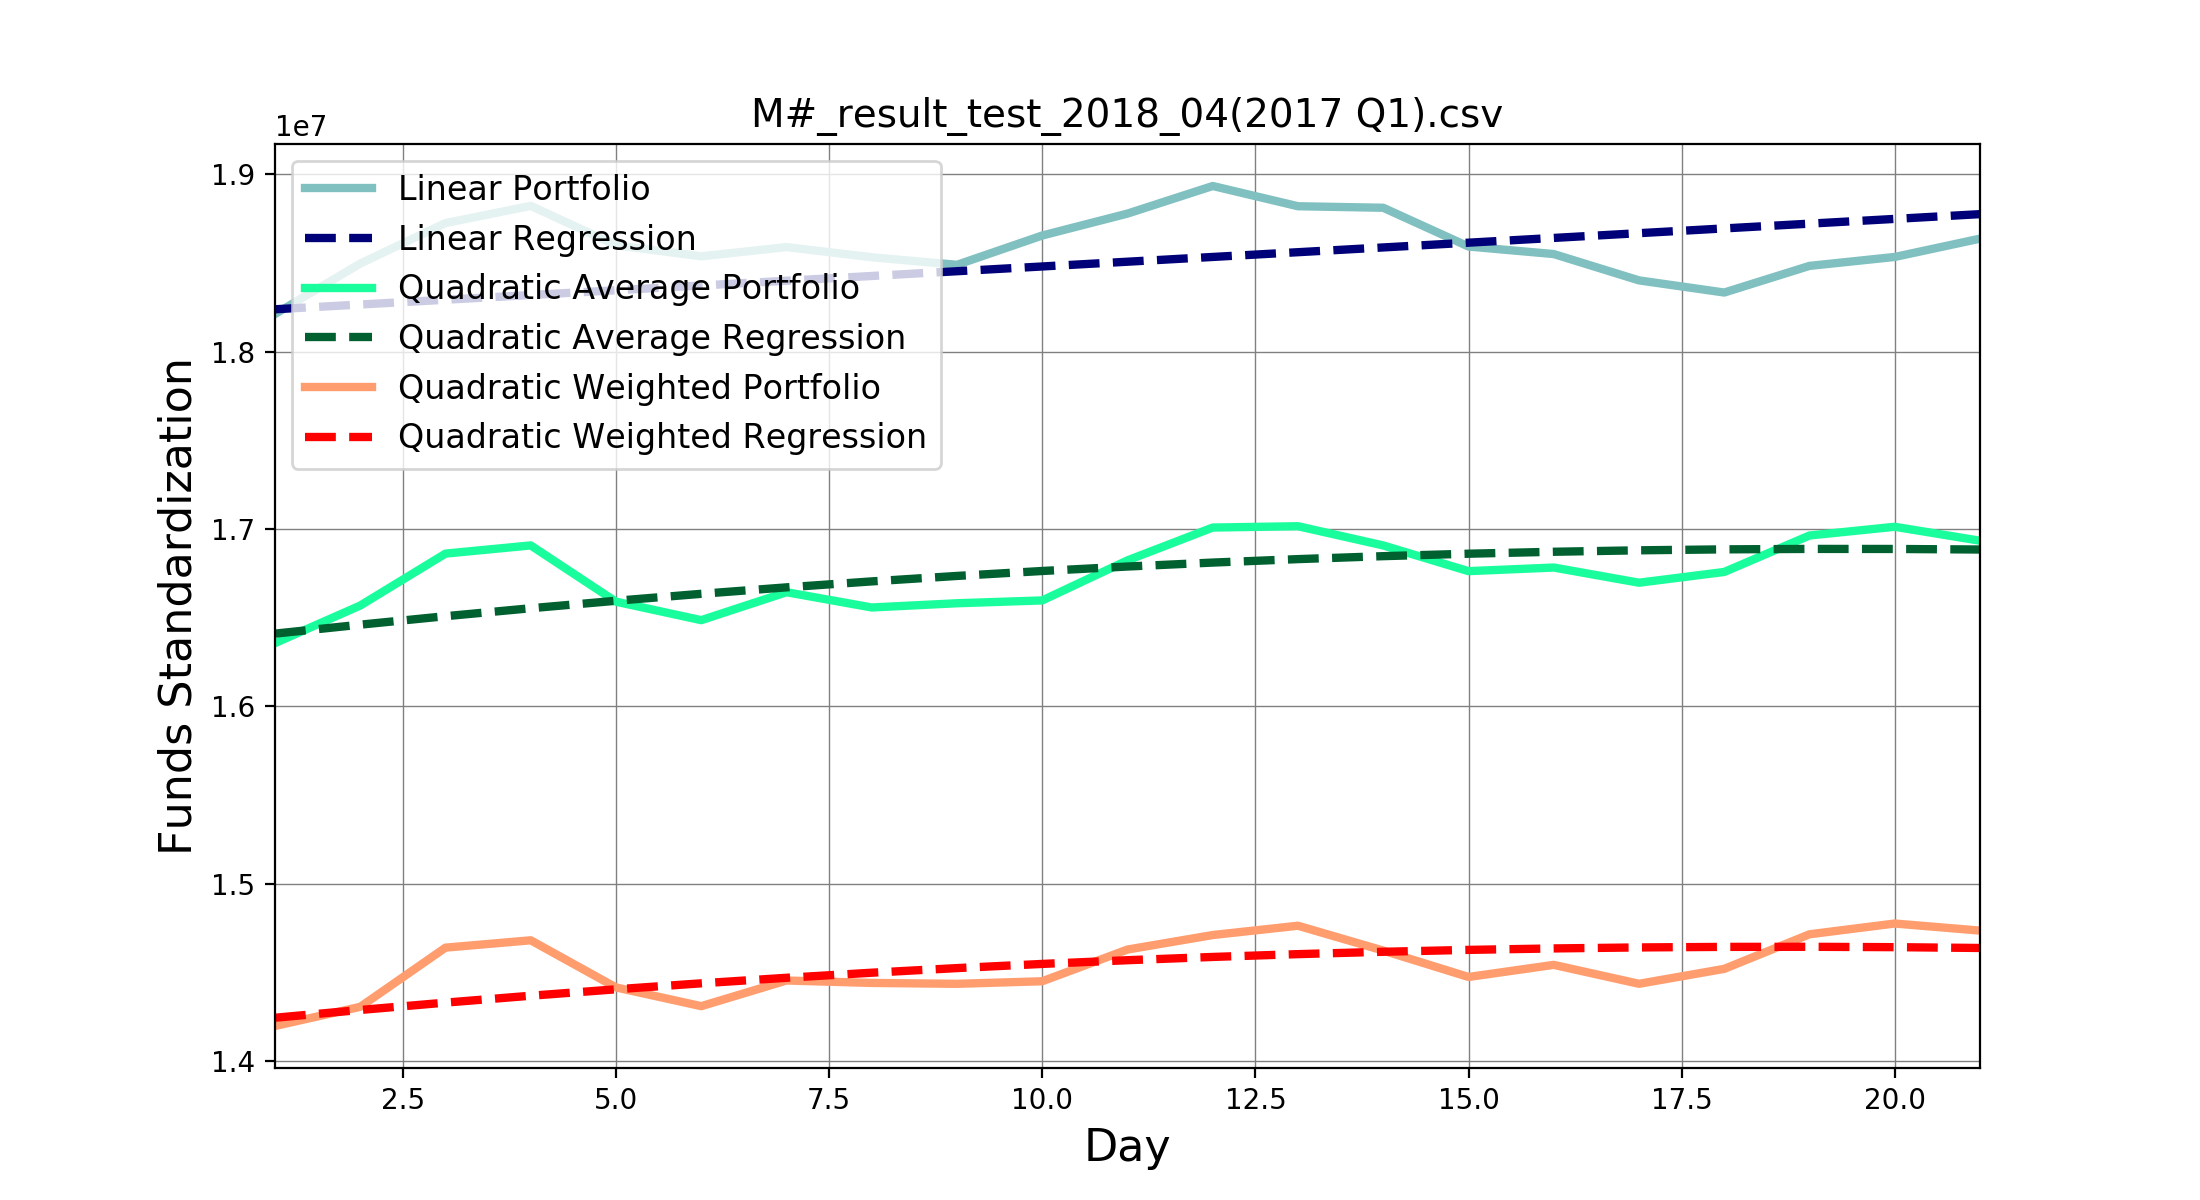 M#_result_test_2018_04(2017 Q1).csv
1e7
1.9
1.8
1.7
1.6
1.5
1.4
Funds Standardization
Linear Portfolio
Linear Regression
Quadratic Average Portfolio
Quadratic Average Regression
Quadratic Weighted Portfolio
Quadratic Weighted Regression
2.5 5.0 7.5 10.0 12.5 15.0 17.5 20.0
Day